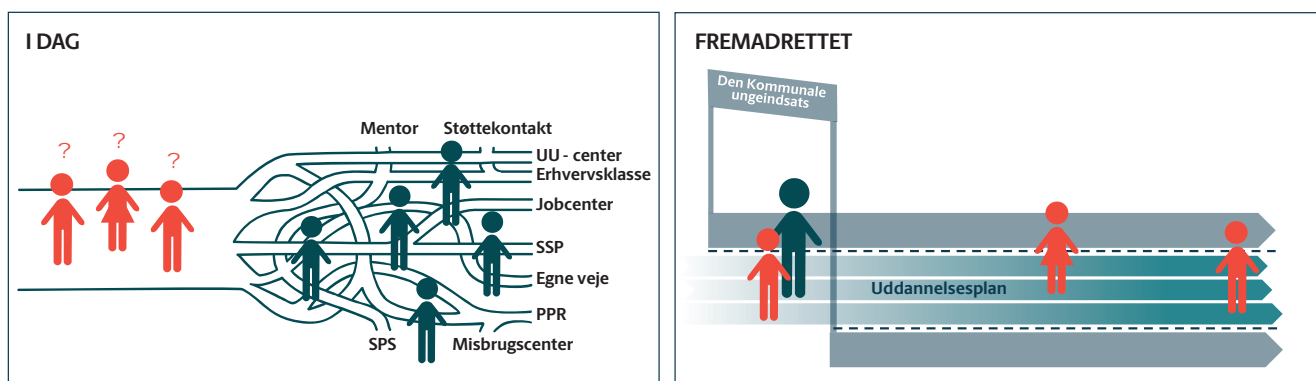 I DAG
? ? ?
Mentor Støttekontakt
UU - center
Erhvervsklasse
Jobcenter
SSP
Egne veje
PPR
SPS Misbrugscenter
FREMADRETTET
Den Kommunale
ungeindsats
Uddannelsesplan